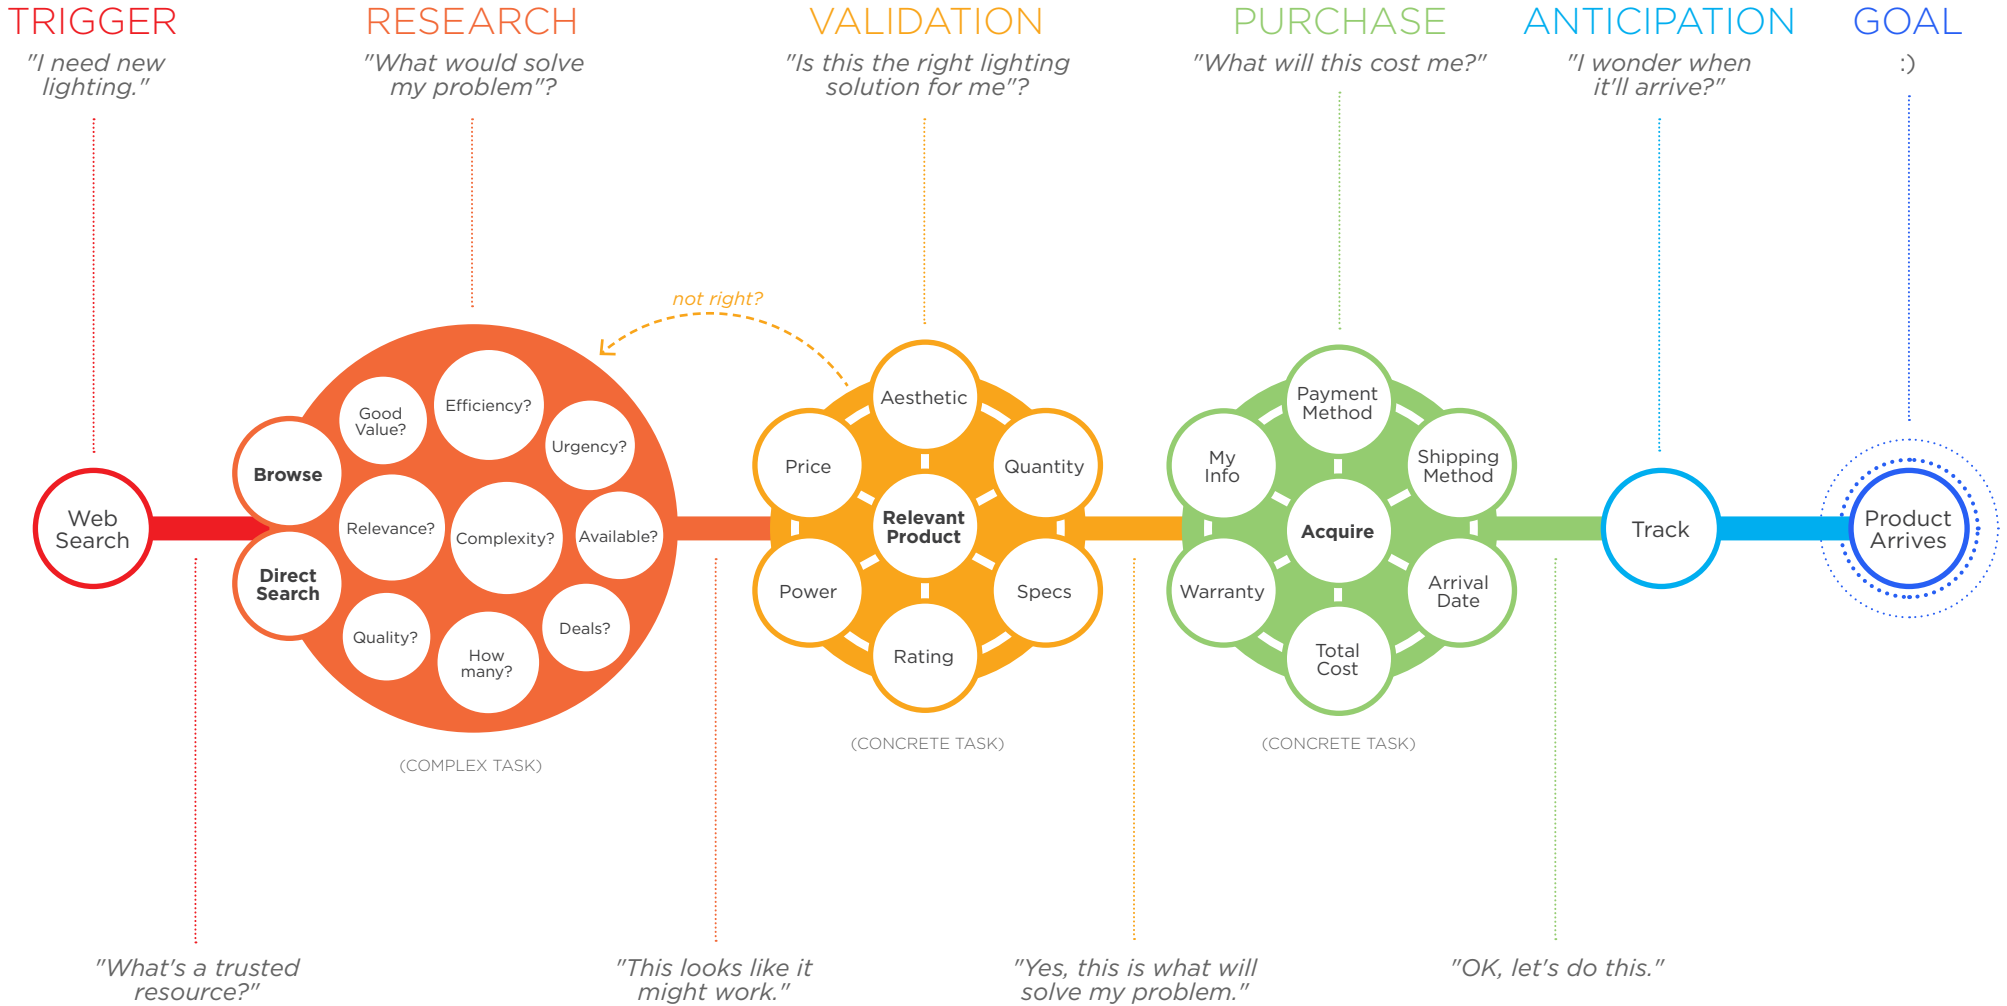 TRIGGER
"I need new
lighting."
RESEARCH
"What would solve
my problem"?
VALIDATION
"Is this the right lighting
solution for me"?
PURCHASE
"What will this cost me?"
ANTICIPATION
"I wonder when
it'll arrive?"
GOAL
:)
Web
Search
Browse
Direct
Search
Good
Value?
Efficiency?
Urgency?
Relevance?
Complexity?
Available?
Quality?
How
many?
Deals?
(COMPLEX TASK)
not right?
Aesthetic
Price
Quantity
Relevant
Product
Power
Specs
Rating
(CONCRETE TASK)
Payment
Method
My
Info
Shipping
Method
Acquire
Warranty
Arrival
Date
Total
Cost
(CONCRETE TASK)
Track
Product
Arrives
"What's a trusted
resource?"
"This looks like it
might work."
"Yes, this is what will
solve my problem."
"OK, let's do this."